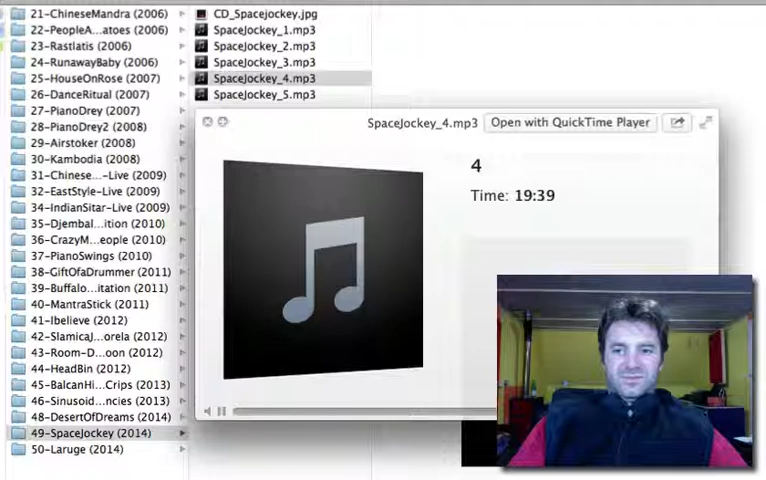 21-ChineseMandra (2006)
22-PeopleA...atoes (2006)
23-Rastlatis (2006)
24-RunawayBaby (2006)
25-HouseOnRose (2007)
26-DanceRitual (2007)
27-PianoDrey (2007)
28-PianoDrey2 (2008)
29-Airstoker (2008)
30-Kambodia (2008)
31-Chinese...-Live (2009)
32-EastStyle-Live (2009)
34-IndianSitar-Live (2009)
35-Djembal...ition (2010)
36-CrazyM...eople (2010)
37-PianoSwings (2010)
38-GiftOfaDrummer (2011)
39-Buffalo...nture (2011)
40-MantraStick (2011)
41-Ibelieve (2012)
42-SlamicaJ...orela (2012)
43-Room-D...oon (2012)
44-HeadBin (2012)
45-BalcanHi...Crips (2013)
46-Sinusoid...ncies (2013)
48-DesertOfDreams (2014)
49-SpaceJockey (2014)
50-Laruge (2014)
CD_Spacejockey.jpg
SpaceJockey_1.mp3
SpaceJockey_2.mp3
SpaceJockey_3.mp3
SpaceJockey_4.mp3
SpaceJockey_5.mp3
SpaceJockey_4.mp3
Open with QuickTime Player
4
Time: 19:39